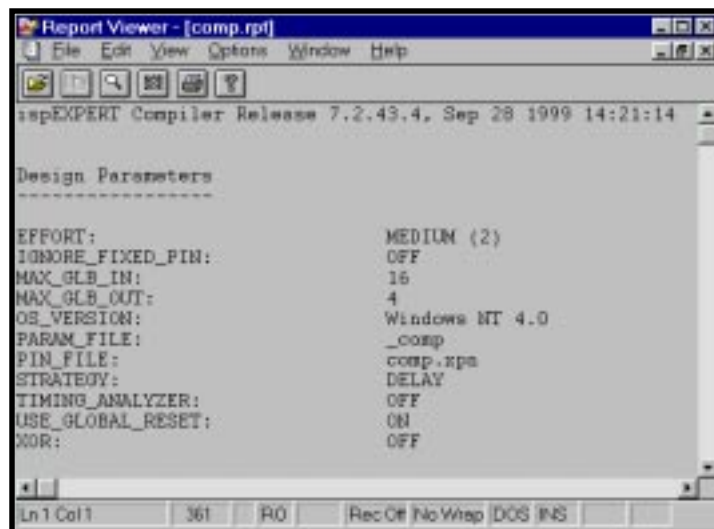 Report Viewer - [comp.rpt]
File Edit View Options Window Help
ispEXPERT Compiler Release 7.2.43.4, Sep 28 1999 14:21:14
Design Parameters
-----------------
EFFORT: MEDIUM (2)
IGNORE_FIXED_PIN: OFF
MAX_GLB_IN: 16
MAX_GLB_OUT: 4
OS_VERSION: Windows NT 4.0
PARAM_FILE: _comp
PIN_FILE: comp.xpn
STRATEGY: DELAY
TIMING_ANALYZER: OFF
USE_GLOBAL_RESET: ON
XOR: OFF
Ln 1 Col 1 361 RO Rec Off No Wrap DOS INS